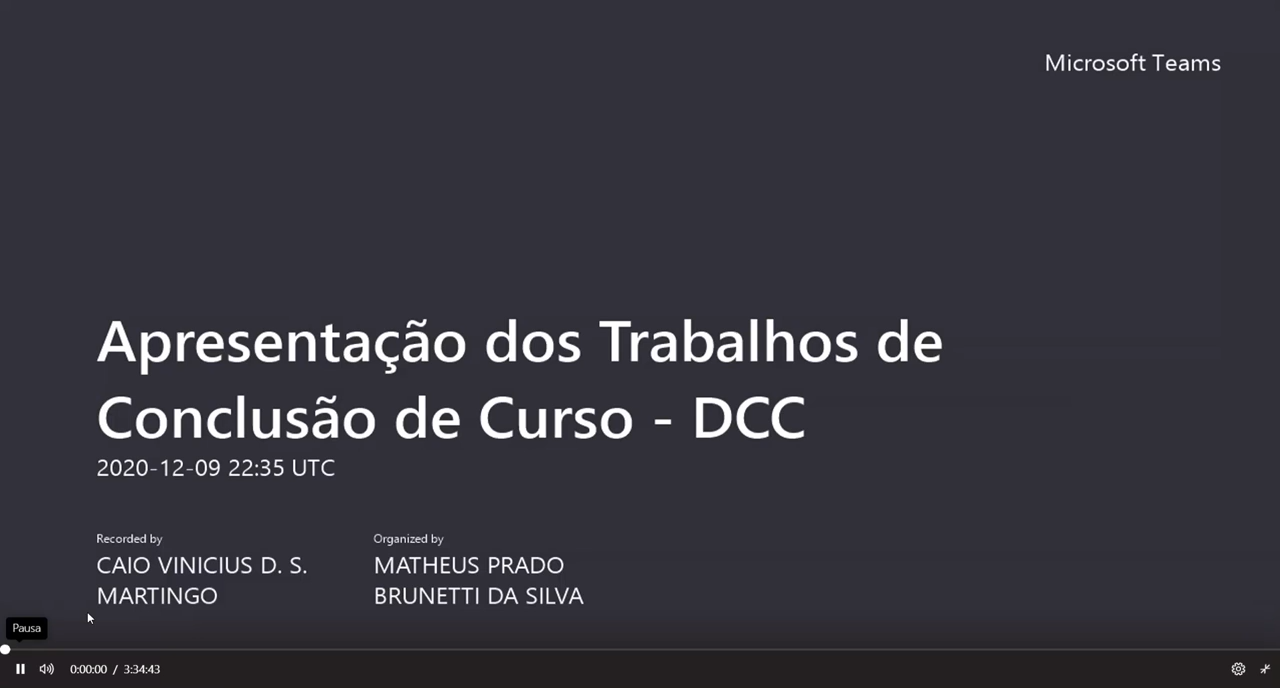 Microsoft Teams
Apresentação dos Trabalhos de
Conclusão de Curso - DCC
2020-12-09 22:35 UTC
Recorded by
CAIO VINICIUS D. S.
MARTINGO
Organized by
MATHEUS PRADO
BRUNETTI DA SILVA
Pausa
0:00:00 / 3:34:43